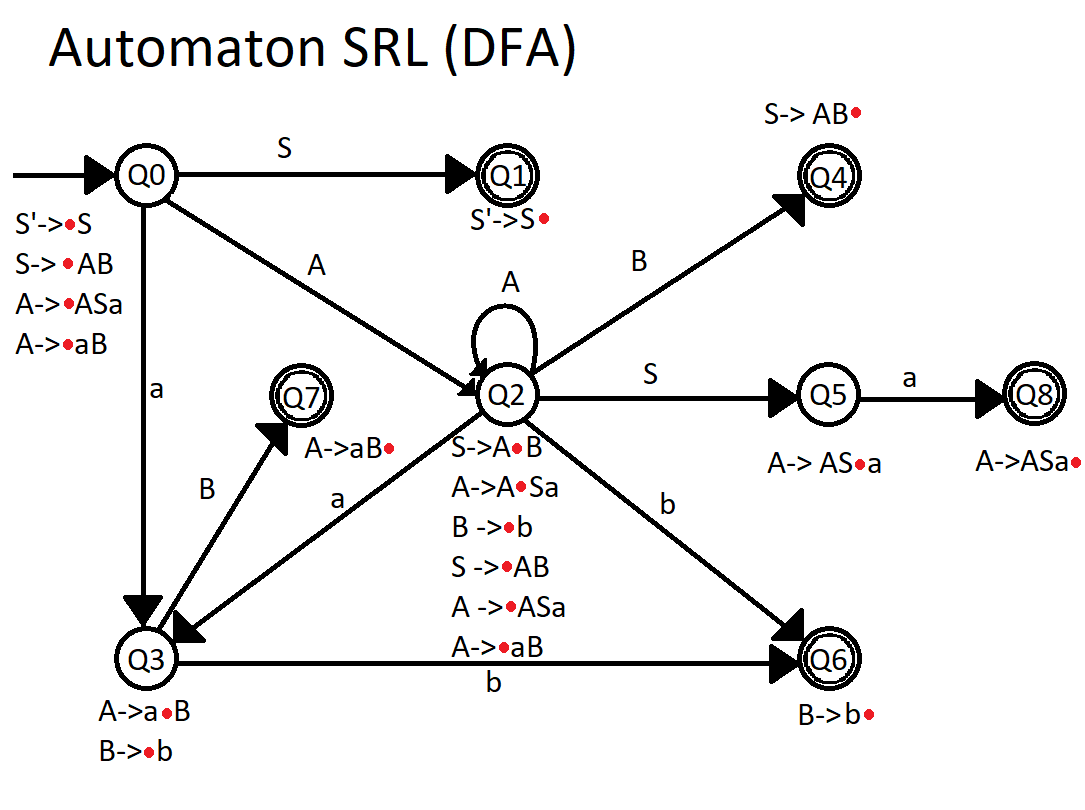 Automaton SRL (DFA)
S-> AB•
S
Q0
Q1
Q4
S'->•S
S'->S•
S-> •AB
A
B
A->•ASa
A
A->•aB
S
a
a
Q7
Q2
Q5
Q8
A->aB•
S->A•B
A-> AS•a
A->ASa•
B
a
A->A•Sa
b
B ->•b
S ->•AB
A ->•ASa
A->•aB
Q3
Q6
b
A->a•B
B->b•
B->•b